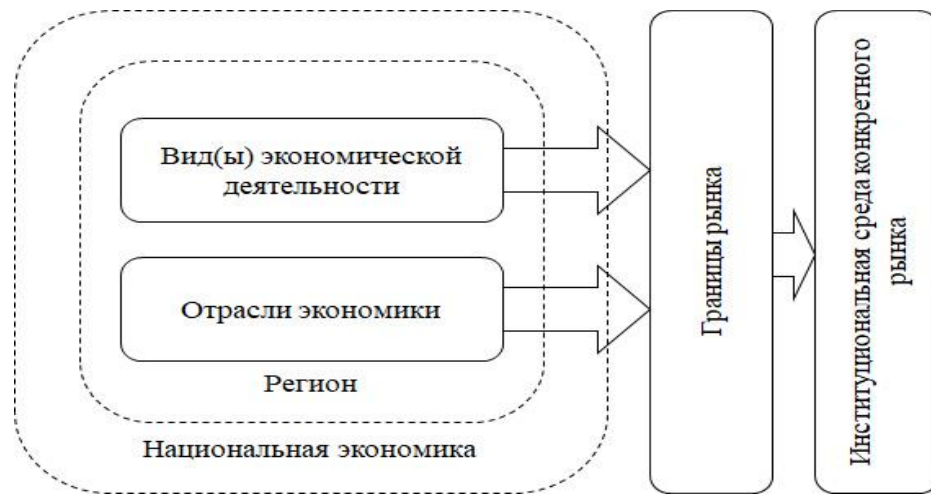 Вид(ы) экономической
деятельности
Отрасли экономики
Регион
Национальная экономика
Границы рынка
Институциональная среда конкретного
рынка